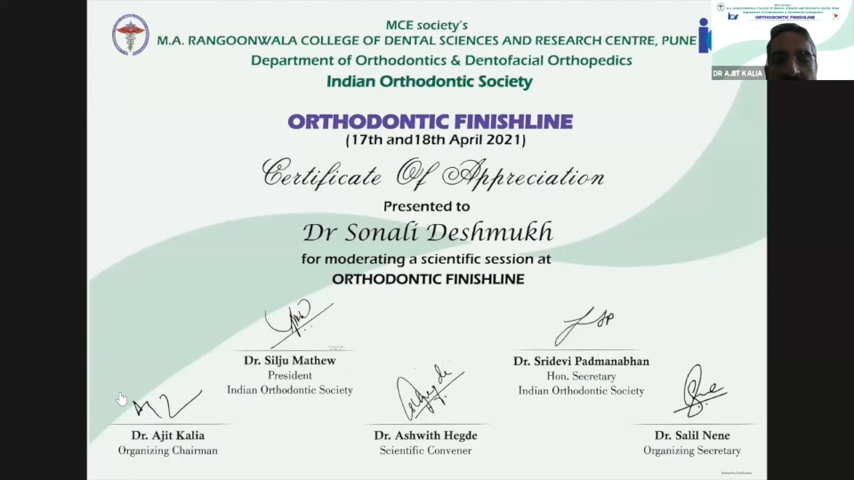 MCE society's
M.A. RANGOONWALA COLLEGE OF DENTAL SCIENCES AND RESEARCH CENTRE, PUNE
Department of Orthodontics & Dentofacial Orthopedics
Indian Orthodontic Society
ORTHODONTIC FINISHLINE
(17th and18th April 2021)
Certificate Of Appreciation
Presented to
Dr Sonali Deshmukh
for moderating a scientific session at
ORTHODONTIC FINISHLINE
Dr. Silju Mathew
President
Indian Orthodontic Society
Dr. Sridevi Padmanabhan
Hon. Secretary
Indian Orthodontic Society
Dr. Ajit Kalia
Organizing Chairman
Dr. Ashwith Hegde
Scientific Convener
Dr. Salil Nene
Organizing Secretary
ORTHODONTIC FINISHLINE
DR AJIT KALIA